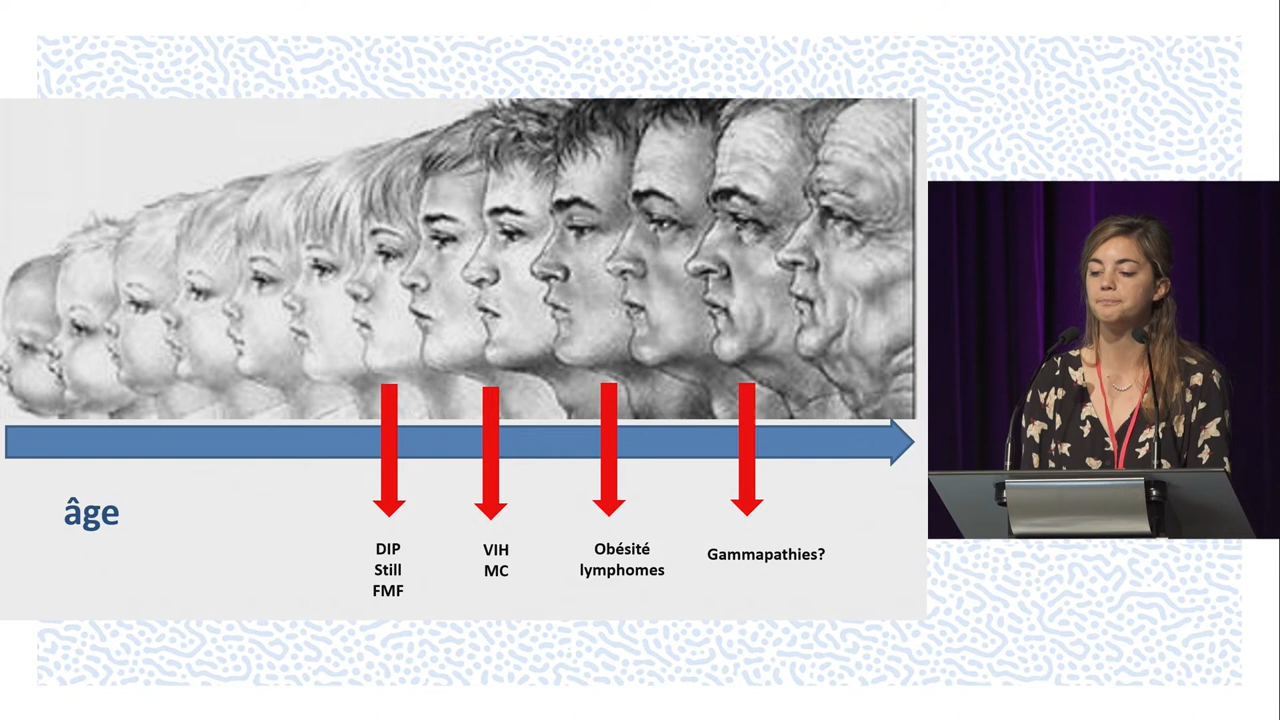 âge
DIP
Still
FMF
VIH
MC
Obésité
lymphomes
Gammapathies?